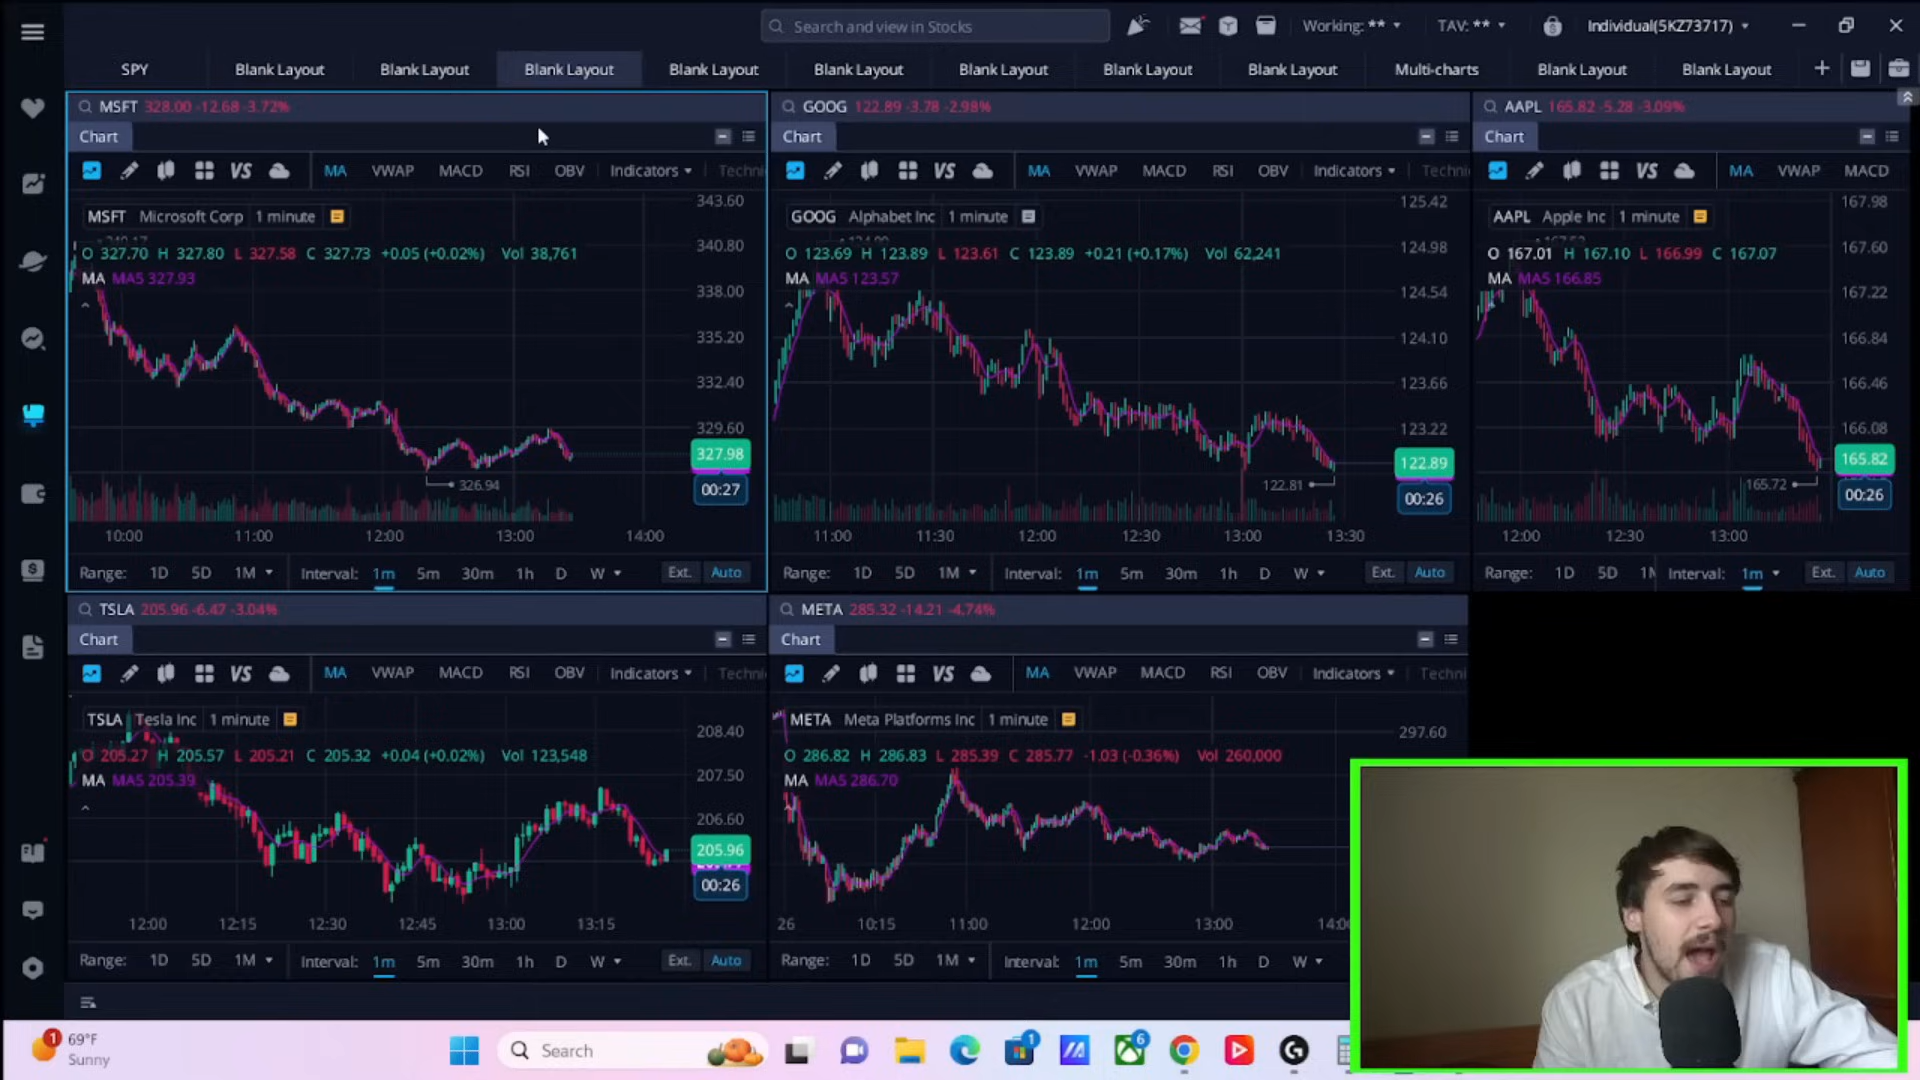 Search and view in Stocks
Working: **
TAV: **
Individual(5KZ73717)
SPY Blank Layout Blank Layout Blank Layout Blank Layout Blank Layout Blank Layout Blank Layout Blank Layout Multi-charts Blank Layout Blank Layout
MSFT 328.00 -12.68 -3.72%
Chart
MA VWAP MACD RSI OBV Indicators Techni
MSFT Microsoft Corp 1 minute
O 327.70 H 327.80 L 327.58 C 327.73 +0.05 (+0.02%) Vol 38,761
MA MA5 327.93
343.60
340.80
338.00
335.20
332.40
329.60
327.98
00:27
326.94
10:00 11:00 12:00 13:00 14:00
Range: 1D 5D 1M Interval: 1m 5m 30m 1h D W Ext. Auto
GOOG 122.89 -3.78 -2.98%
Chart
MA VWAP MACD RSI OBV Indicators Techni
GOOG Alphabet Inc 1 minute
O 123.69 H 123.89 L 123.61 C 123.89 +0.21 (+0.17%) Vol 62,241
MA MA5 123.57
125.42
124.98
124.54
124.10
123.66
123.22
122.89
00:26
122.81
11:00 11:30 12:00 12:30 13:00 13:30
Range: 1D 5D 1M Interval: 1m 5m 30m 1h D W Ext. Auto
AAPL 165.82 -5.28 -3.09%
Chart
MA VWAP MACD
AAPL Apple Inc 1 minute
O 167.01 H 167.10 L 166.99 C 167.07
MA MA5 166.85
167.98
167.60
167.22
166.84
166.46
166.08
165.82
00:26
165.72
12:00 12:30 13:00
Range: 1D 5D Interval: 1m Ext. Auto
TSLA 205.96 -6.47 -3.04%
Chart
MA VWAP MACD RSI OBV Indicators Techni
TSLA Tesla Inc 1 minute
O 205.27 H 205.57 L 205.21 C 205.32 +0.04 (+0.02%) Vol 123,548
MA MA5 205.39
208.40
207.50
206.60
205.96
00:26
12:00 12:15 12:30 12:45 13:00 13:15
Range: 1D 5D 1M Interval: 1m 5m 30m 1h D W Ext. Auto
META 285.32 -14.21 -4.74%
Chart
MA VWAP MACD RSI OBV Indicators Techni
META Meta Platforms Inc 1 minute
O 286.82 H 286.83 L 285.39 C 285.77 -1.03 (-0.36%) Vol 260,000
MA MA5 286.70
297.60
26 10:15 11:00 12:00 13:00
Range: 1D 5D 1M Interval: 1m 5m 30m 1h D W
1
69°F
Sunny
Search
1
6